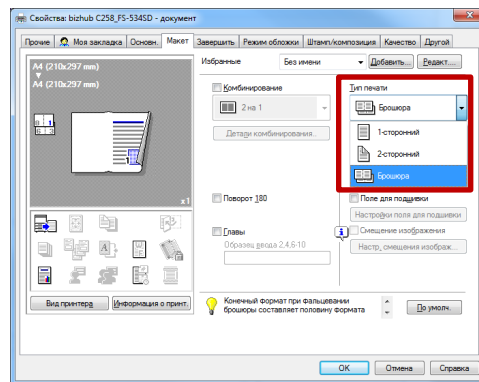 Свойства: bizhub C258_FS-534SD - документ
Прочие Моя закладка Основн. Макет Завершить Режим обложки Штамп/композиция Качество Другой
A4 (210x297 mm)
A4 (210x297 mm)
x1
Вид принтера Информация о принт.
Избранные Без имени Добавить... Редакт....
Комбинирование
2 на 1
Детали комбинирования...
Поворот 180
Главы
Образец ввода 2,4,6-10
Тип печати
Брошюра
1-сторонний
2-сторонний
Брошюра
Поле для подшивки
Настройки поля для подшивки
Смещение изображения
Настр. смещения изображ...
Конечный формат при фальцевании
брошюры составляет половину формата
По умолч.
OK Отмена Справка